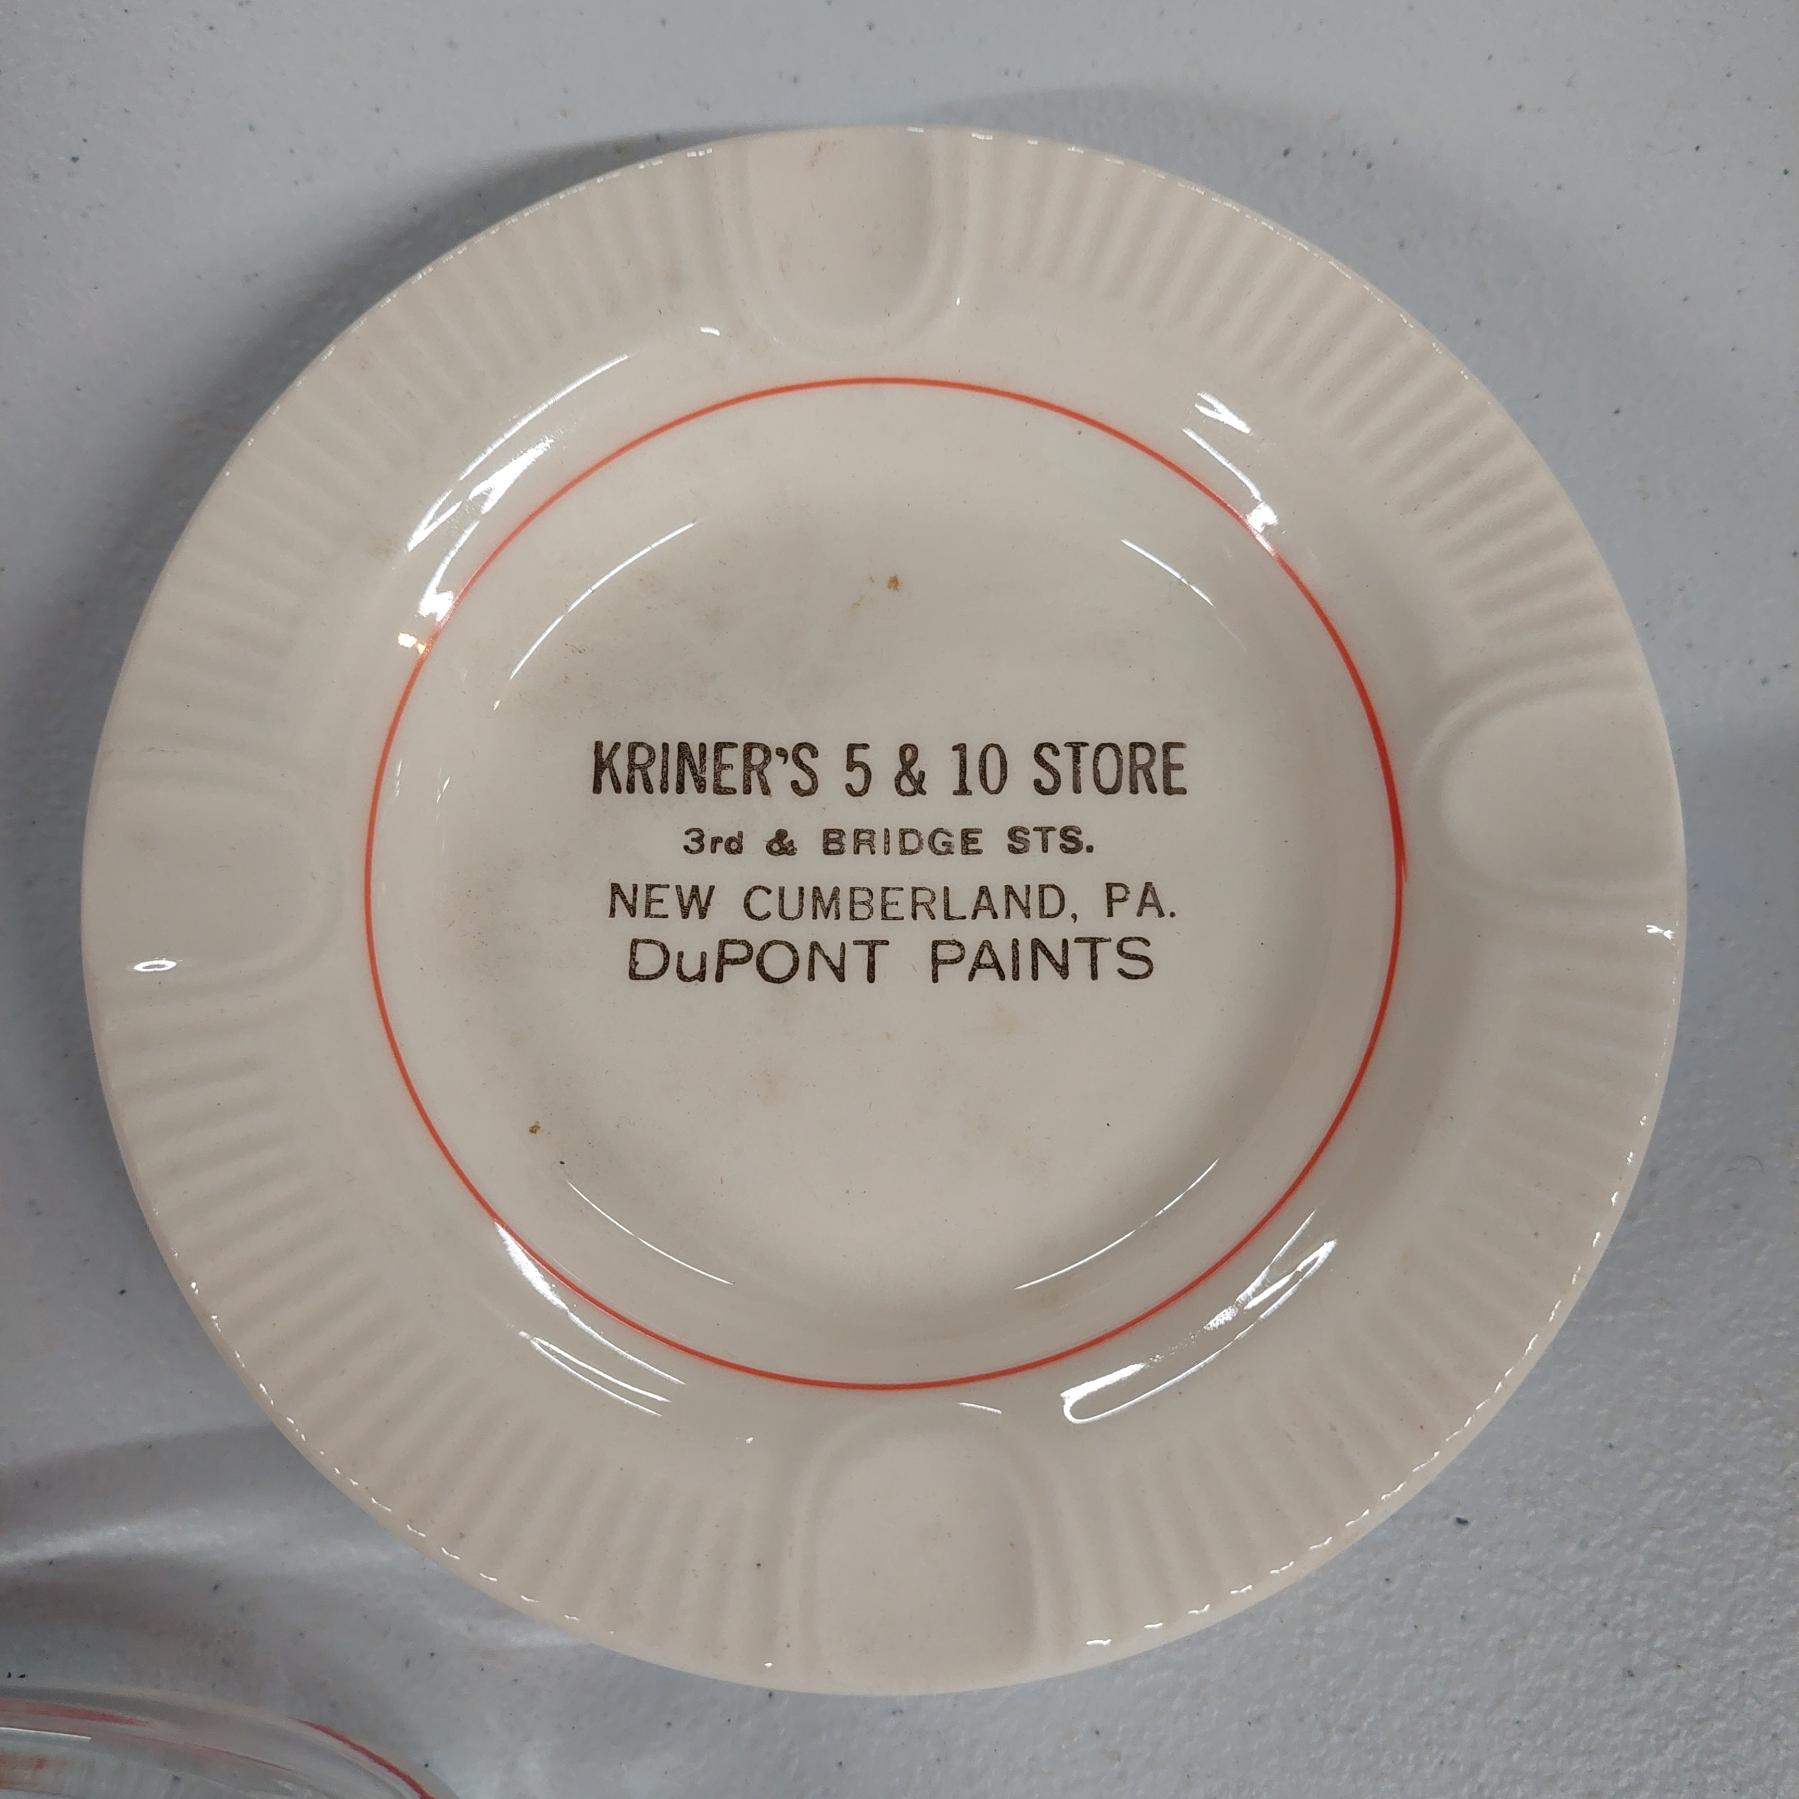 KRINER'S 5 & 10 STORE
3rd & BRIDGE STS.
NEW CUMBERLAND, PA.
DuPONT PAINTS